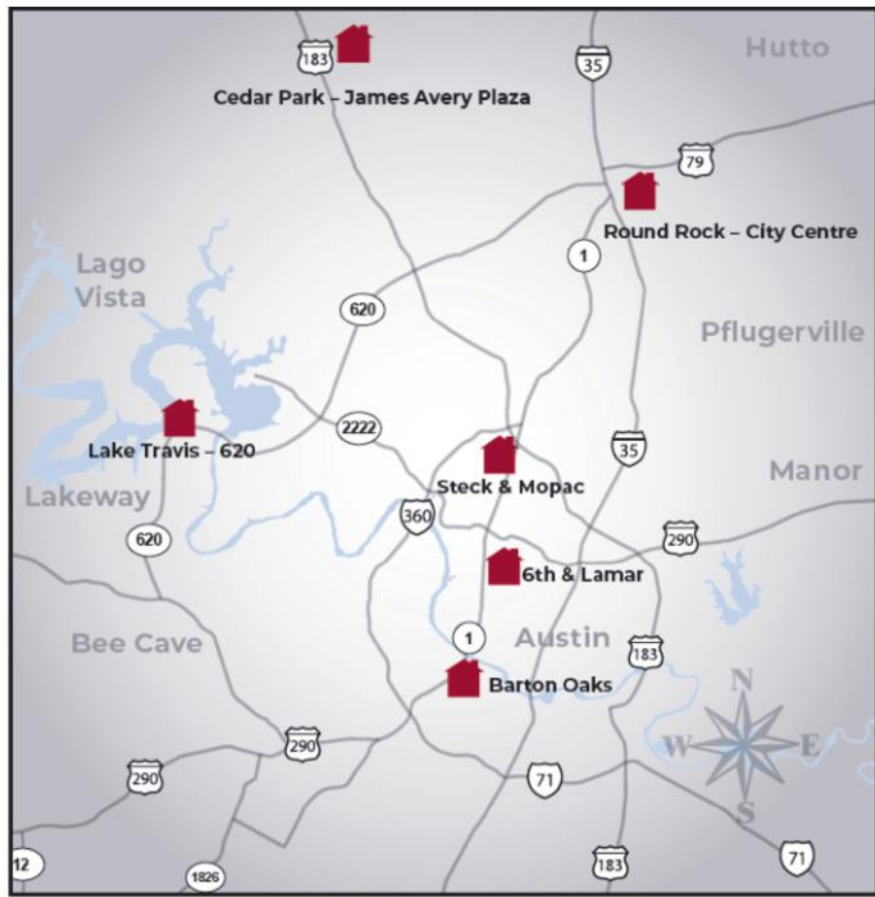 Hutto
183
35
Cedar Park – James Avery Plaza
79
Round Rock – City Centre
1
Lago
Vista
620
Pflugerville
2222
Lake Travis – 620
35
Manor
Steck & Mopac
Lakeway
360
620
290
6th & Lamar
Bee Cave
1
Austin
183
Barton Oaks
N
W
E
S
290
290
71
12
1826
183
71